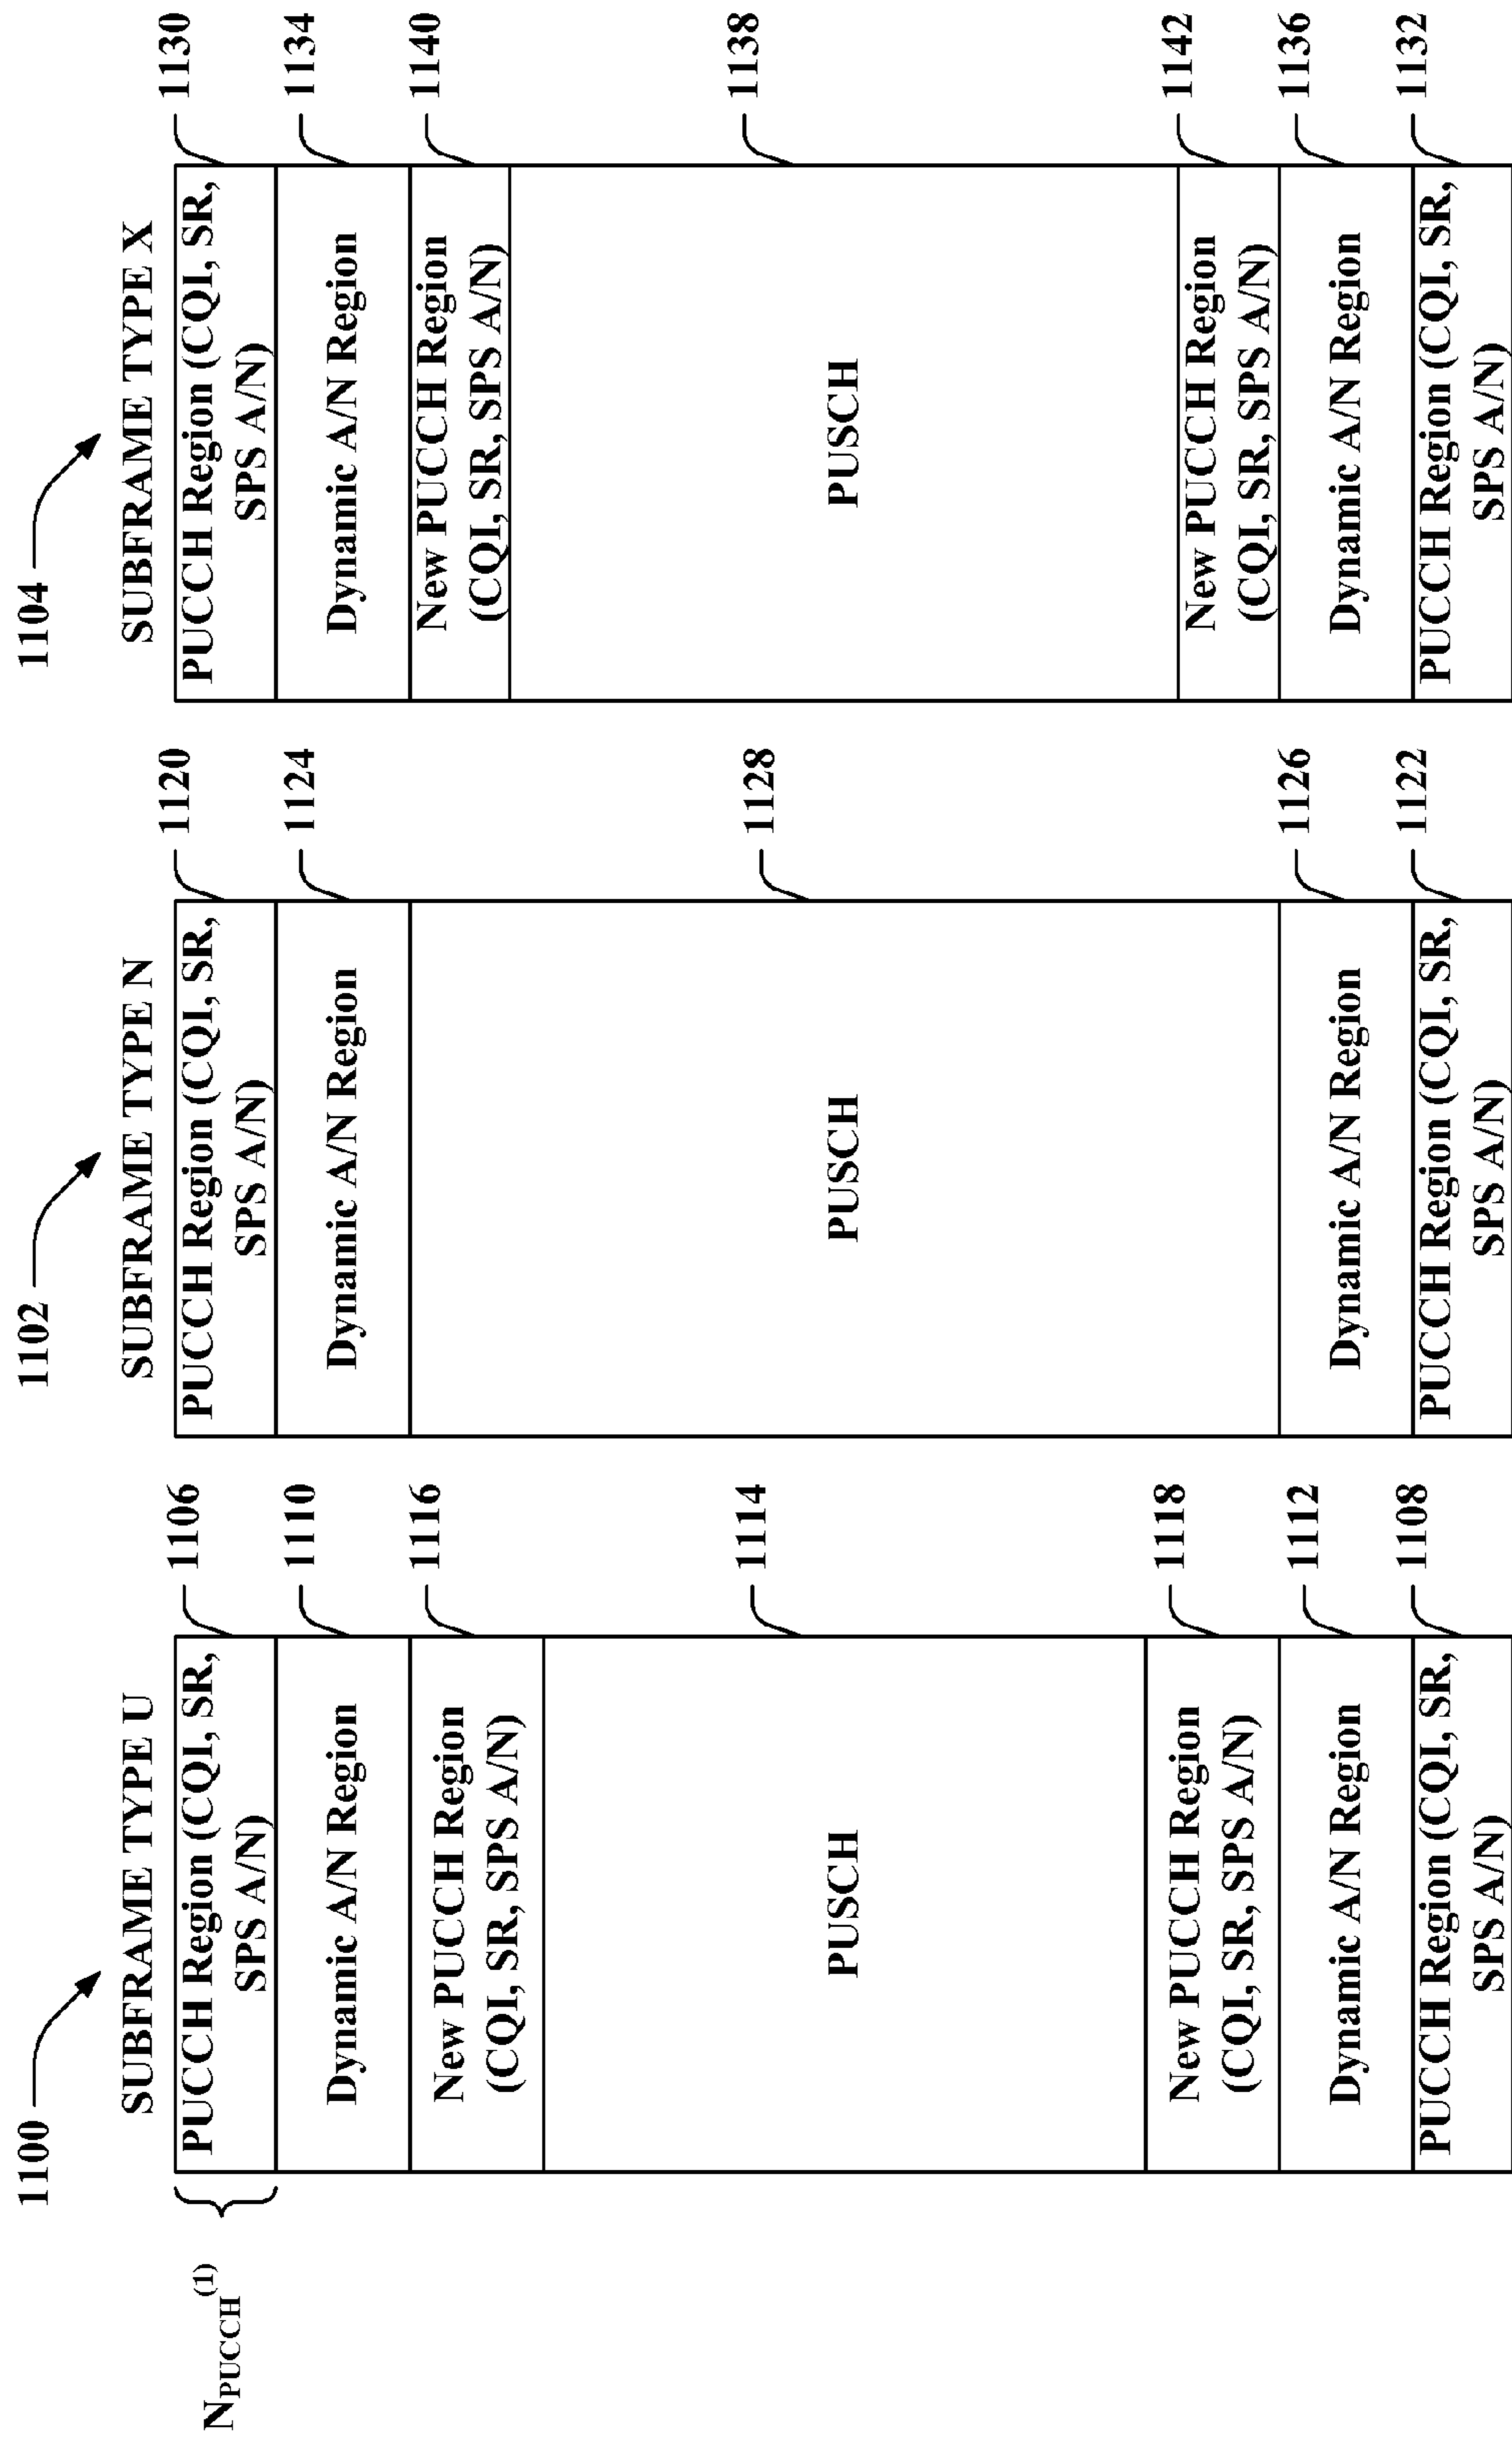 1100
SUBFRAME TYPE U
N_PUCCH^(1)
PUCCH Region (CQI, SR,
SPS A/N)
1106
Dynamic A/N Region
1110
New PUCCH Region
(CQI, SR, SPS A/N)
1116
PUSCH
1114
New PUCCH Region
(CQI, SR, SPS A/N)
1118
Dynamic A/N Region
1112
PUCCH Region (CQI, SR,
SPS A/N)
1108
1102
SUBFRAME TYPE N
PUCCH Region (CQI, SR,
SPS A/N)
1120
Dynamic A/N Region
1124
PUSCH
1128
Dynamic A/N Region
1126
PUCCH Region (CQI, SR,
SPS A/N)
1122
1104
SUBFRAME TYPE X
PUCCH Region (CQI, SR,
SPS A/N)
1130
Dynamic A/N Region
1134
New PUCCH Region
(CQI, SR, SPS A/N)
1140
PUSCH
1138
New PUCCH Region
(CQI, SR, SPS A/N)
1142
Dynamic A/N Region
1136
PUCCH Region (CQI, SR,
SPS A/N)
1132